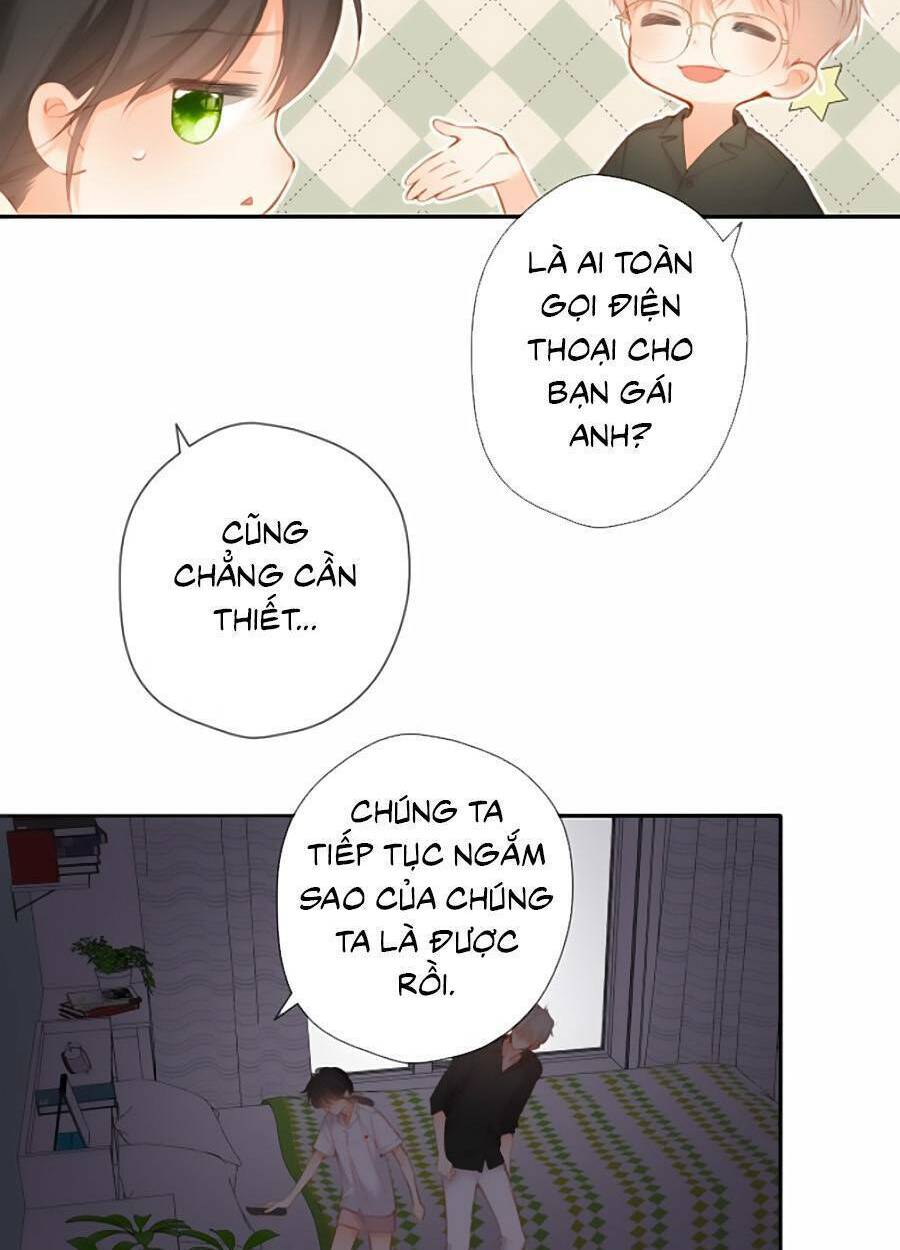 LÀ AI TOÀN
GỌI ĐIỆN
THOẠI CHO
BẠN GÁI
ANH?
CŨNG
CHẲNG CẦN
THIẾT...
CHÚNG TA
TIẾP TỤC NGẮM
SAO CỦA CHÚNG
TA LÀ ĐƯỢC
RỒI.